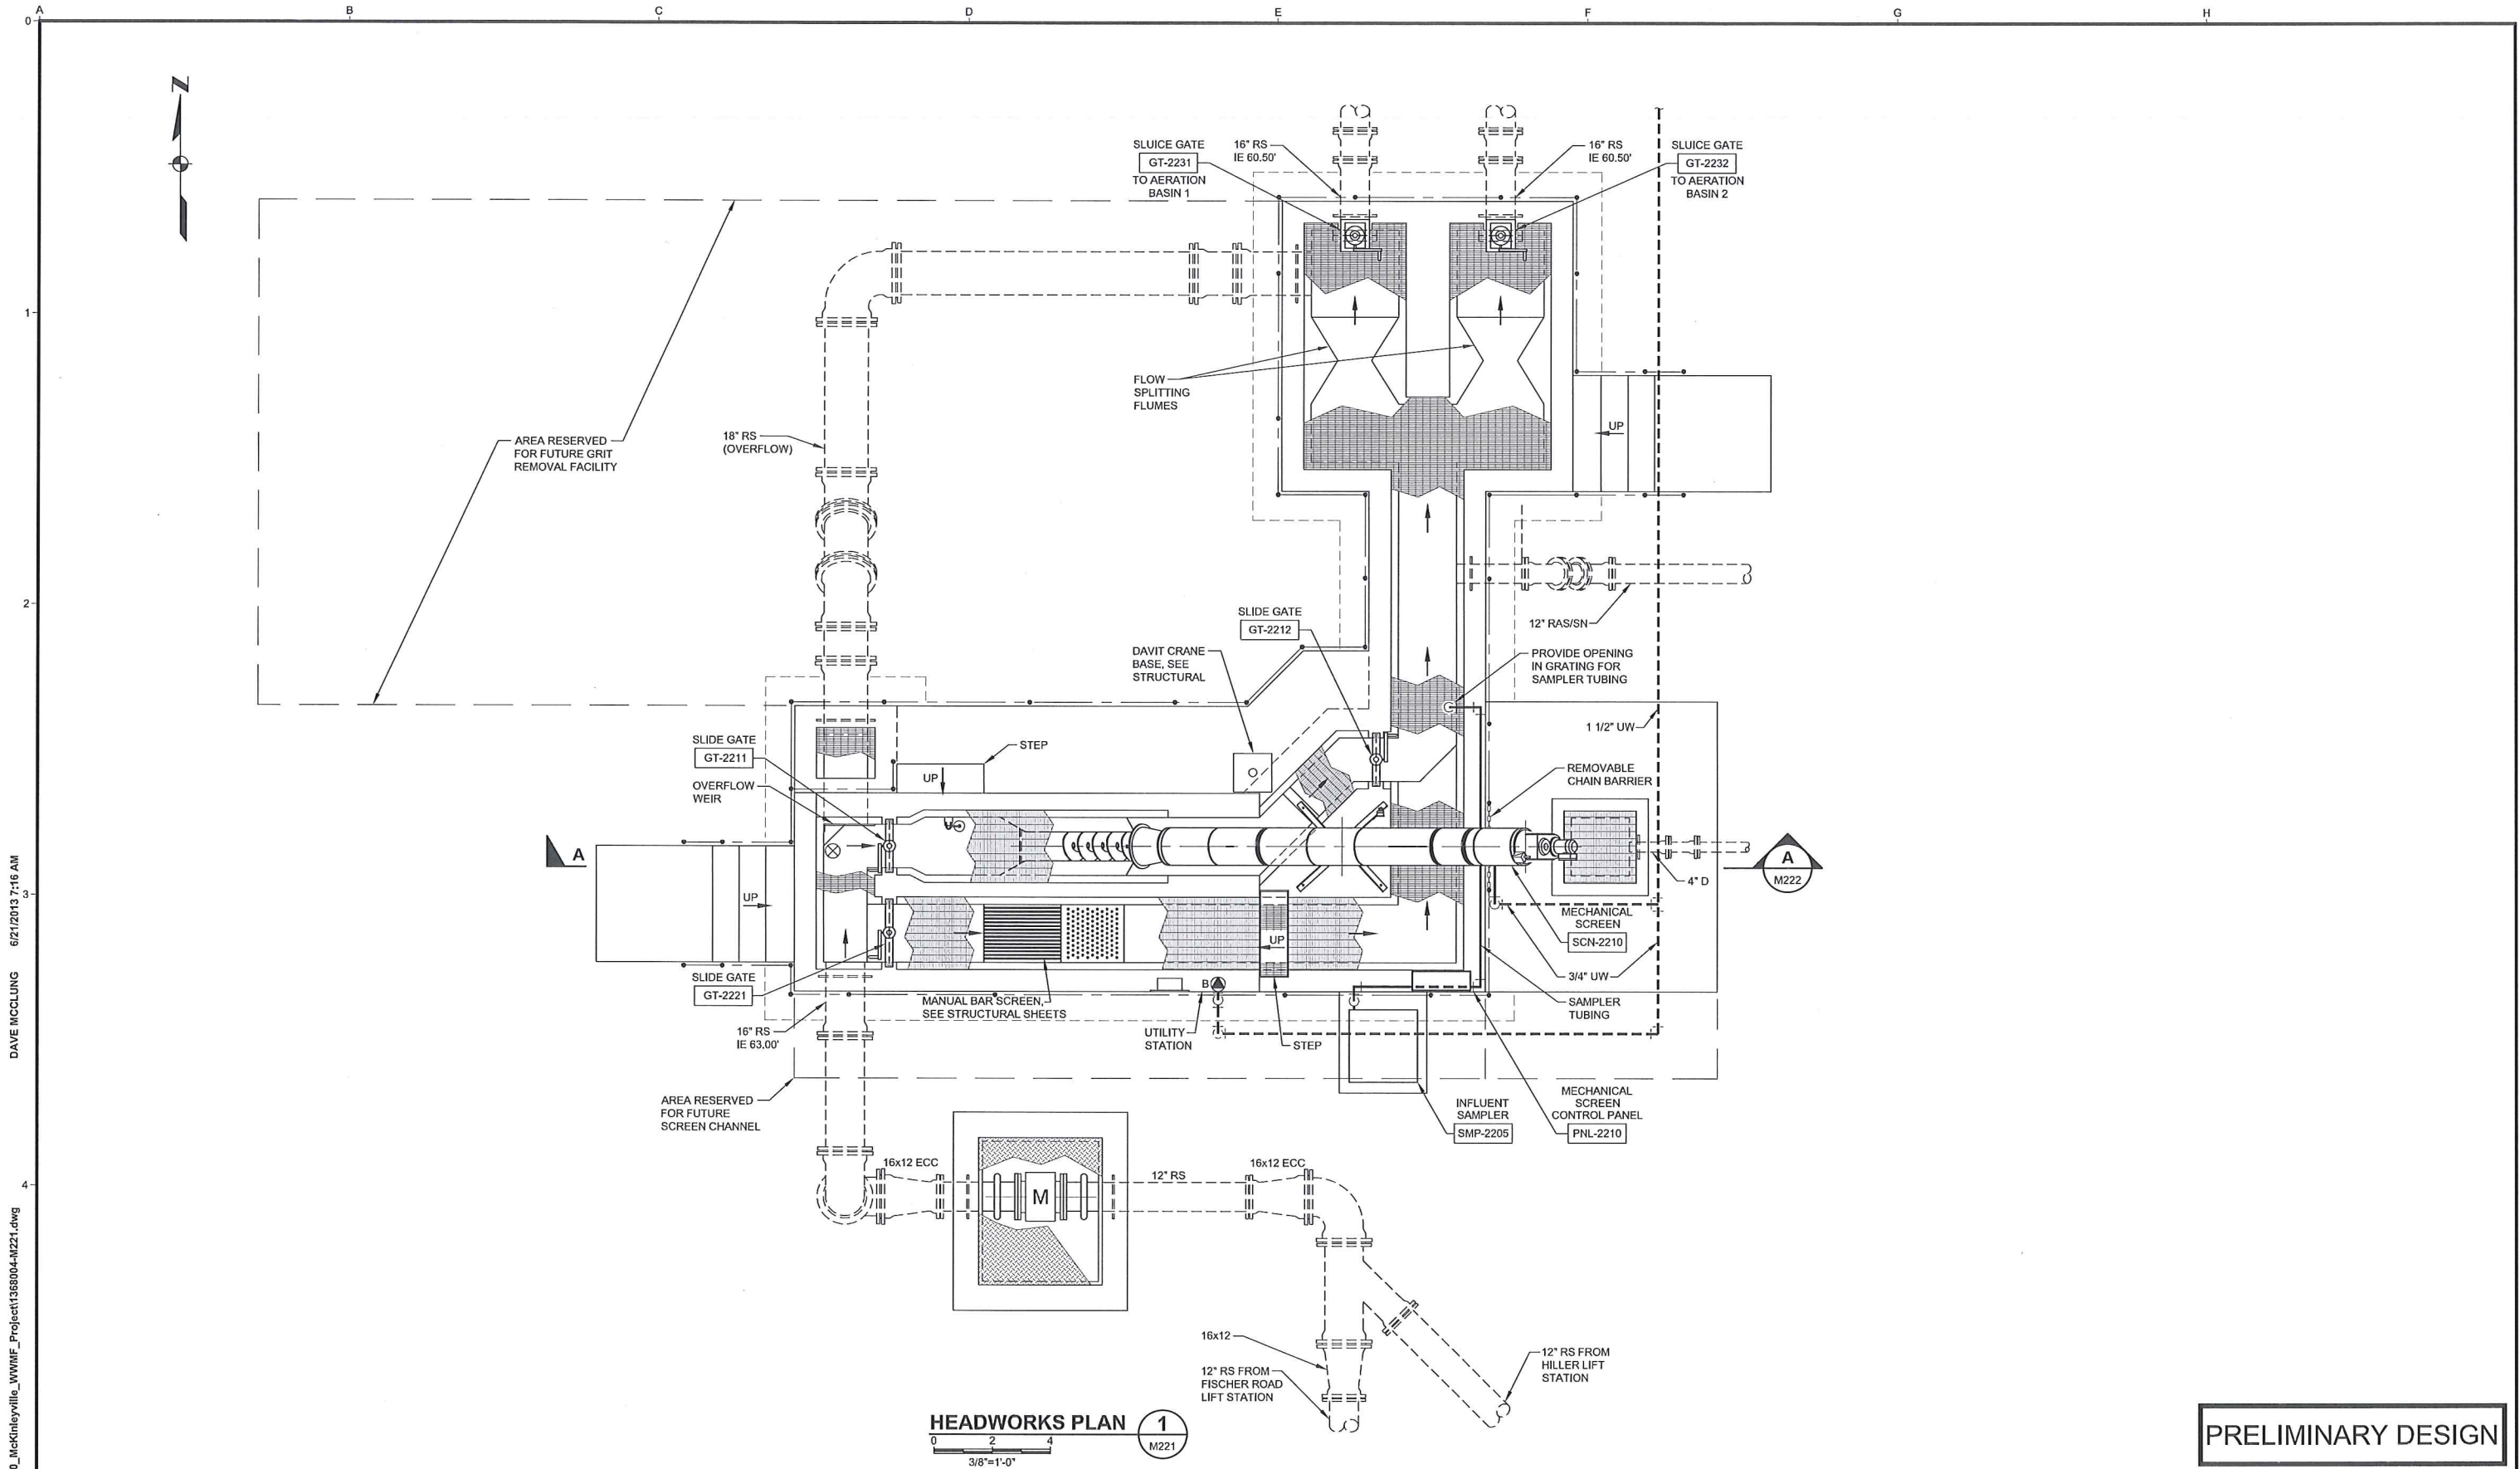 A B C D E F G H
0
N
SLUICE GATE
GT-2231
TO AERATION
BASIN 1
16" RS
IE 60.50'
16" RS
IE 60.50'
SLUICE GATE
GT-2232
TO AERATION
BASIN 2
1
FLOW
SPLITTING
FLUMES
UP
AREA RESERVED
FOR FUTURE GRIT
REMOVAL FACILITY
18" RS
(OVERFLOW)
2
12" RAS/SN
SLIDE GATE
GT-2212
DAVIT CRANE
BASE, SEE
STRUCTURAL
PROVIDE OPENING
IN GRATING FOR
SAMPLER TUBING
1 1/2" UW
SLIDE GATE
GT-2211
STEP
UP
OVERFLOW
WEIR
REMOVABLE
CHAIN BARRIER
A
A
M222
3
UP
4" D
MECHANICAL
SCREEN
SCN-2210
UP
3/4" UW
SLIDE GATE
GT-2221
MANUAL BAR SCREEN,
SEE STRUCTURAL SHEETS
B
SAMPLER
TUBING
16" RS
IE 63.00'
UTILITY
STATION
STEP
AREA RESERVED
FOR FUTURE
SCREEN CHANNEL
INFLUENT
SAMPLER
SMP-2205
MECHANICAL
SCREEN
CONTROL PANEL
PNL-2210
4
16x12 ECC
M
12" RS
16x12 ECC
16x12
12" RS FROM
FISCHER ROAD
LIFT STATION
12" RS FROM
HILLER LIFT
STATION
HEADWORKS PLAN
1
M221
0 2 4
3/8"=1'-0"
PRELIMINARY DESIGN
DAVE MCCLUNG 6/21/2013 7:16 AM
0_McKinleyville_WWMF_Project\1368004-M221.dwg